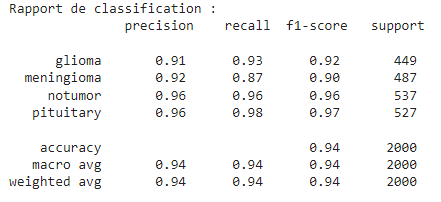 Rapport de classification :
precision recall f1-score support
glioma 0.91 0.93 0.92 449
meningioma 0.92 0.87 0.90 487
notumor 0.96 0.96 0.96 537
pituitary 0.96 0.98 0.97 527
accuracy 0.94 2000
macro avg 0.94 0.94 0.94 2000
weighted avg 0.94 0.94 0.94 2000